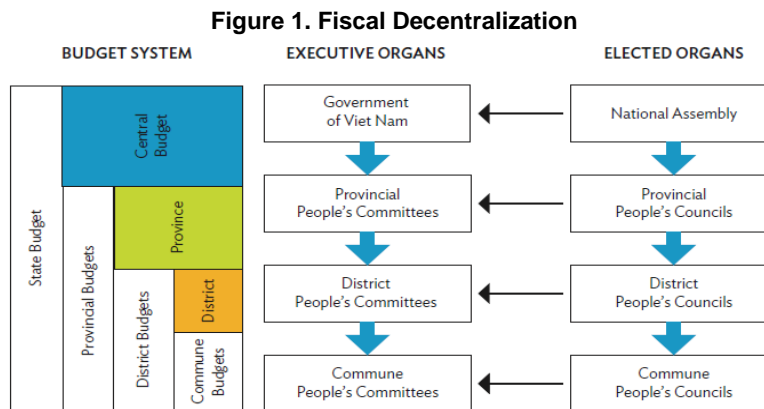 Figure 1. Fiscal Decentralization
BUDGET SYSTEM
EXECUTIVE ORGANS
ELECTED ORGANS
State Budget
Central
Budget
Provincial Budgets
Province
District Budgets
District
Commune
Budgets
Government
of Viet Nam
National Assembly
Provincial
People's Committees
Provincial
People's Councils
District
People's Committees
District
People's Councils
Commune
People's Committees
Commune
People's Councils